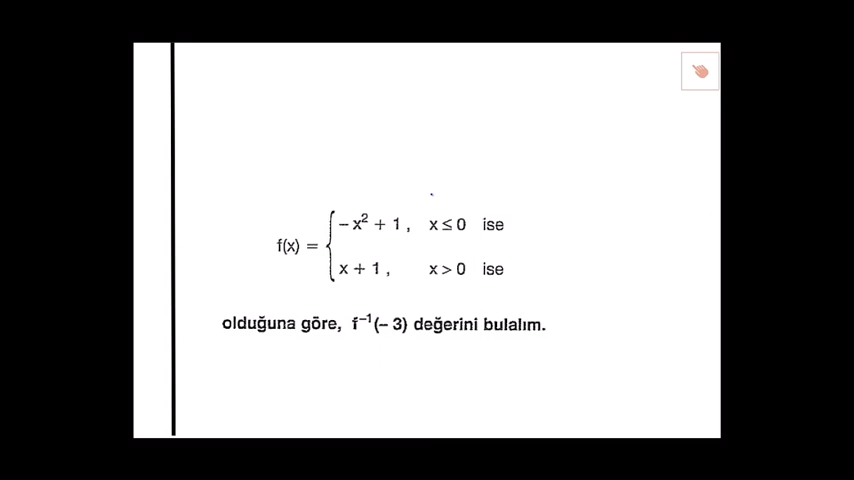 f(x) = { −x² + 1 , x ≤ 0 ise
x + 1 , x > 0 ise
olduğuna göre, f⁻¹(− 3) değerini bulalım.